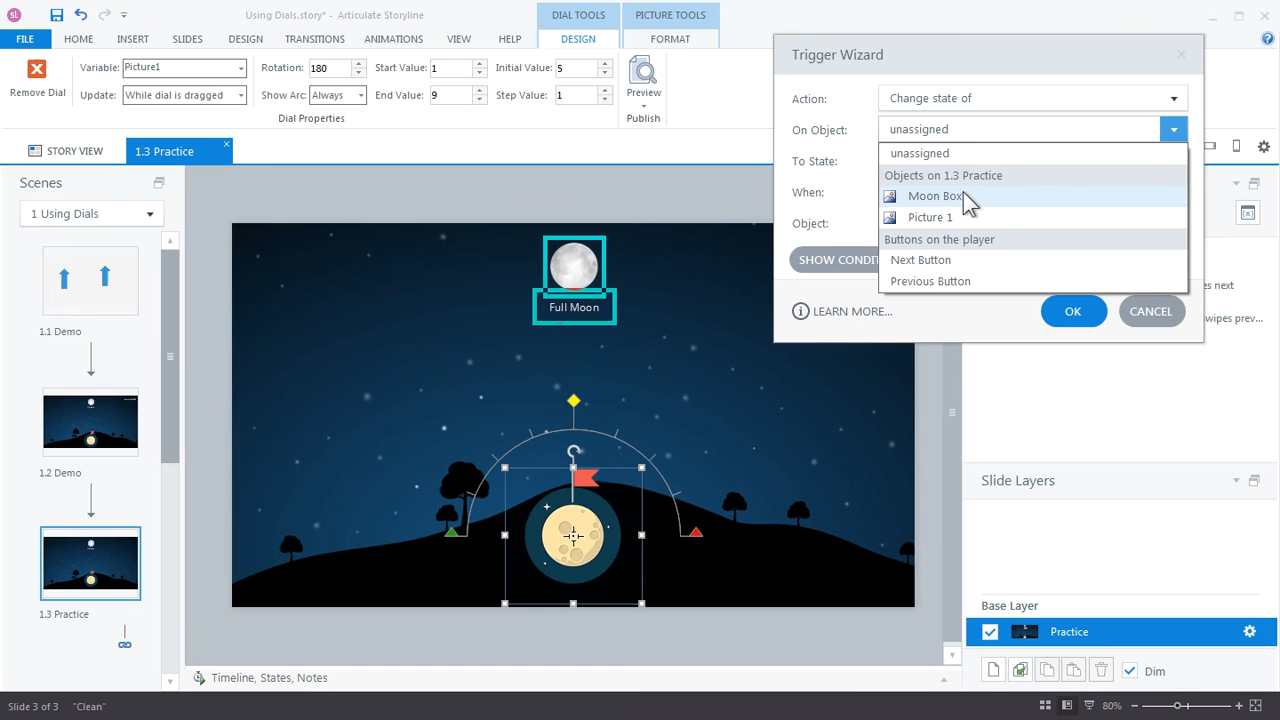 sl
Using Dials.story* - Articulate Storyline
DIAL TOOLS
PICTURE TOOLS
FILE
HOME
INSERT
SLIDES
DESIGN
TRANSITIONS
ANIMATIONS
VIEW
HELP
DESIGN
FORMAT
Remove Dial
Variable: Picture1
Update: While dial is dragged
Rotation: 180
Show Arc: Always
Start Value: 1
End Value: 9
Initial Value: 5
Step Value: 1
Dial Properties
Preview
Publish
STORY VIEW
1.3 Practice
Scenes
1 Using Dials
1.1 Demo
1.2 Demo
1.3 Practice
Full Moon
Trigger Wizard
Action: Change state of
On Object: unassigned
To State:
When:
Object:
unassigned
Objects on 1.3 Practice
Moon Box
Picture 1
Buttons on the player
Next Button
Previous Button
SHOW CONDIT
LEARN MORE...
OK
CANCEL
es next
swipes prev...
Slide Layers
Base Layer
Practice
Dim
Timeline, States, Notes
Slide 3 of 3
"Clean"
80%